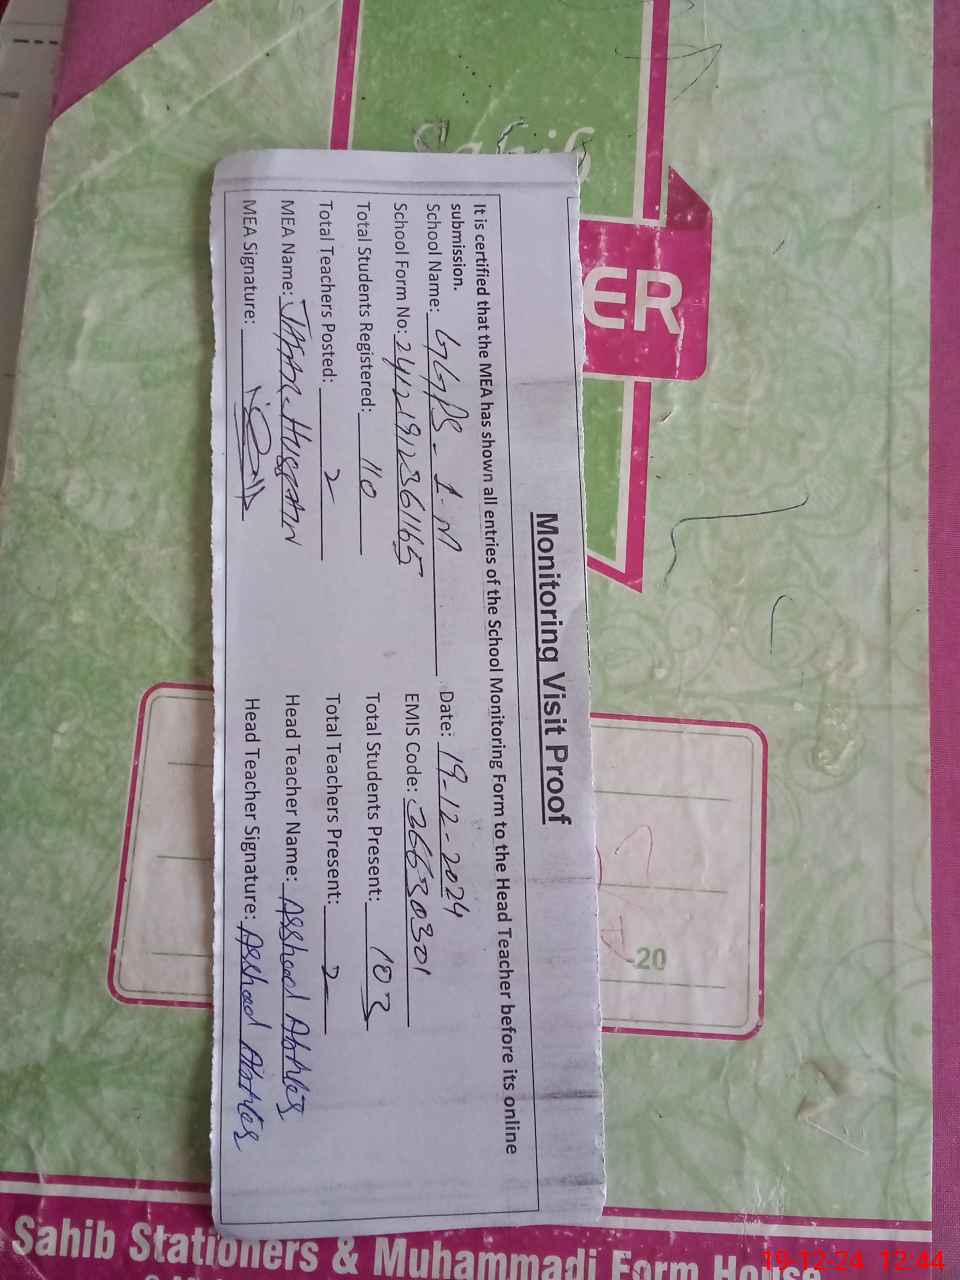 Monitoring Visit Proof
It is certified that the MEA has shown all entries of the School Monitoring Form to the Head Teacher before its online
submission.
School Name: GGPS-1-M Date: 19-12-2024
School Form No: 24121912361165 EMIS Code: 36630301
Total Students Registered: 110 Total Students Present: 103
Total Teachers Posted: 2 Total Teachers Present: 2
MEA Name: Hussain Head Teacher Name: Arshad
MEA Signature: Head Teacher Signature: Arshad
ER
-20
Sahib Stationers & Muhammadi Form House
19-12-24 12:44